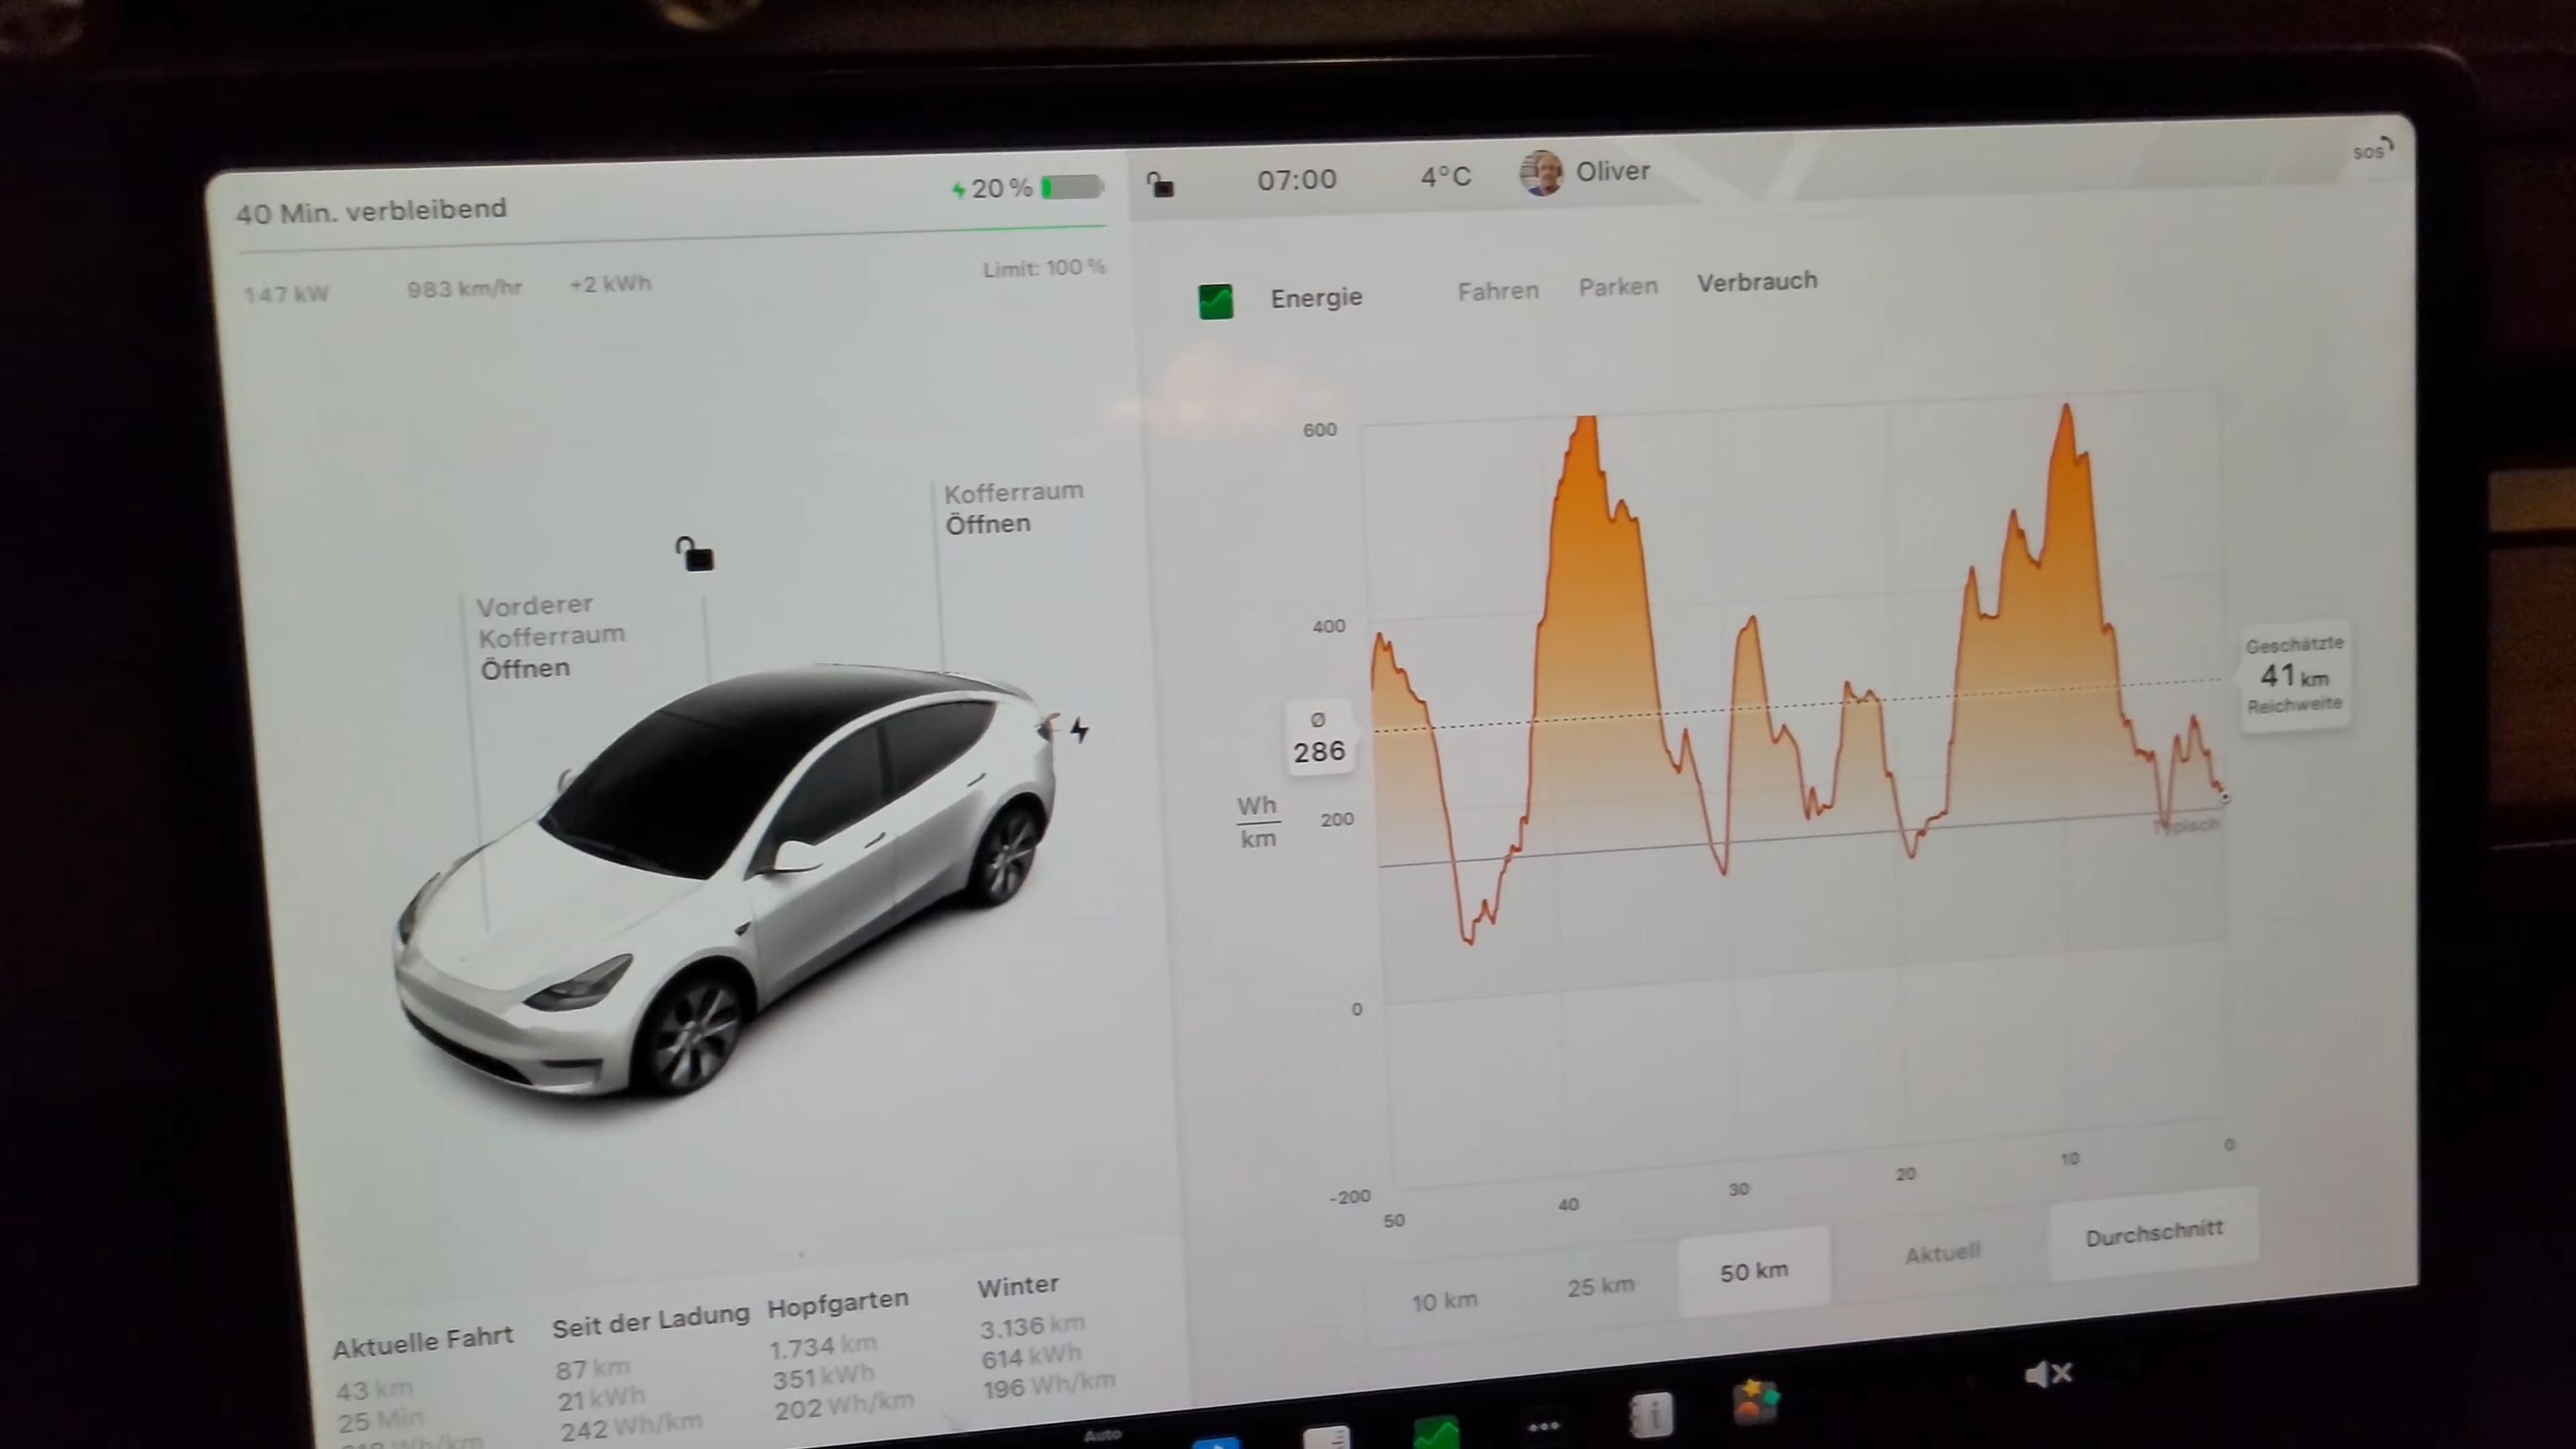 40 Min. verbleibend
20 %
147 kW
983 km/hr
+2 kWh
Limit: 100 %
07:00
4°C
Oliver
SOS
Energie
Fahren
Parken
Verbrauch
Kofferraum
Öffnen
Vorderer
Kofferraum
Öffnen
600
400
200
0
-200
Ø
286
Wh
km
Geschätzte
41 km
Reichweite
Typisch
50
40
30
20
10
0
10 km
25 km
50 km
Aktuell
Durchschnitt
Aktuelle Fahrt
43 km
25 Min
Wh/km
Seit der Ladung
87 km
21 kWh
242 Wh/km
Hopfgarten
1.734 km
351 kWh
202 Wh/km
Winter
3.136 km
614 kWh
196 Wh/km
Auto